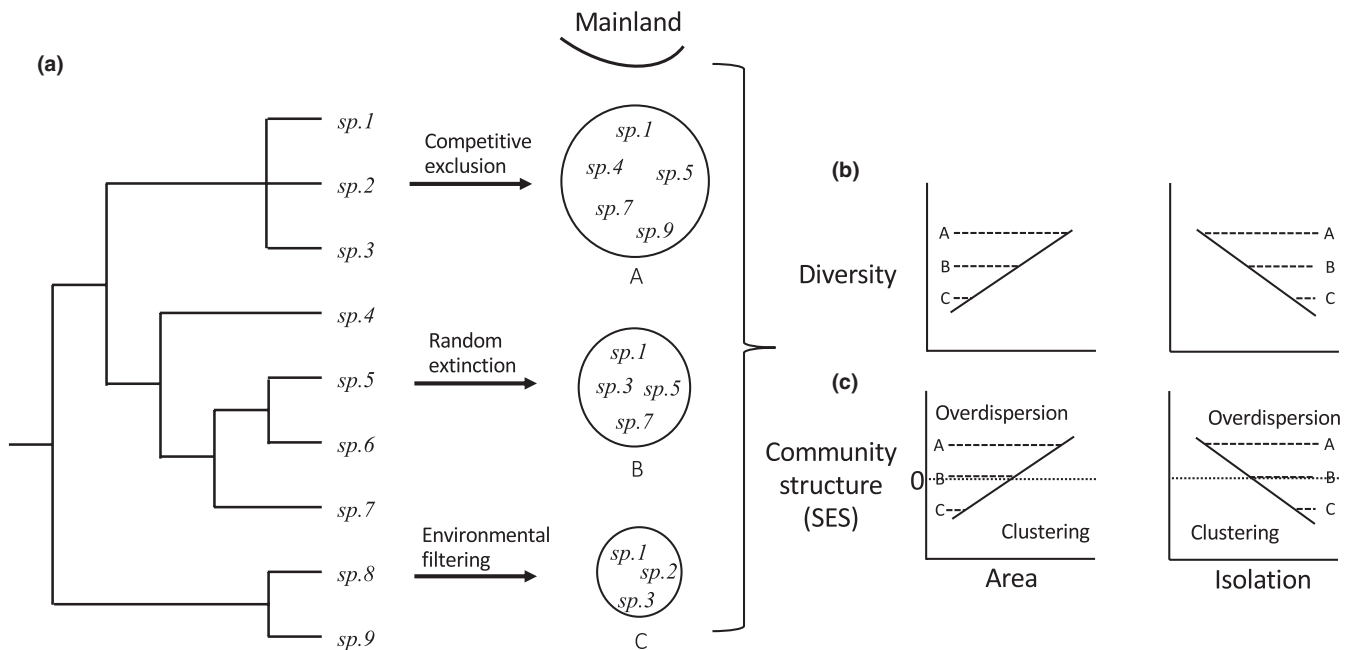 Mainland
(a)
sp.1
sp.2
sp.3
sp.4
sp.5
sp.6
sp.7
sp.8
sp.9
Competitive
exclusion
Random
extinction
Environmental
filtering
sp.1
sp.4 sp.5
sp.7
sp.9
A
sp.1
sp.3 sp.5
sp.7
B
sp.1
sp.2
sp.3
C
(b)
Diversity
A
B
C
A
B
C
(c)
Community
structure
(SES)
Overdispersion
A
0 B
C
Clustering
Area
Overdispersion
A
B
C
Clustering
Isolation